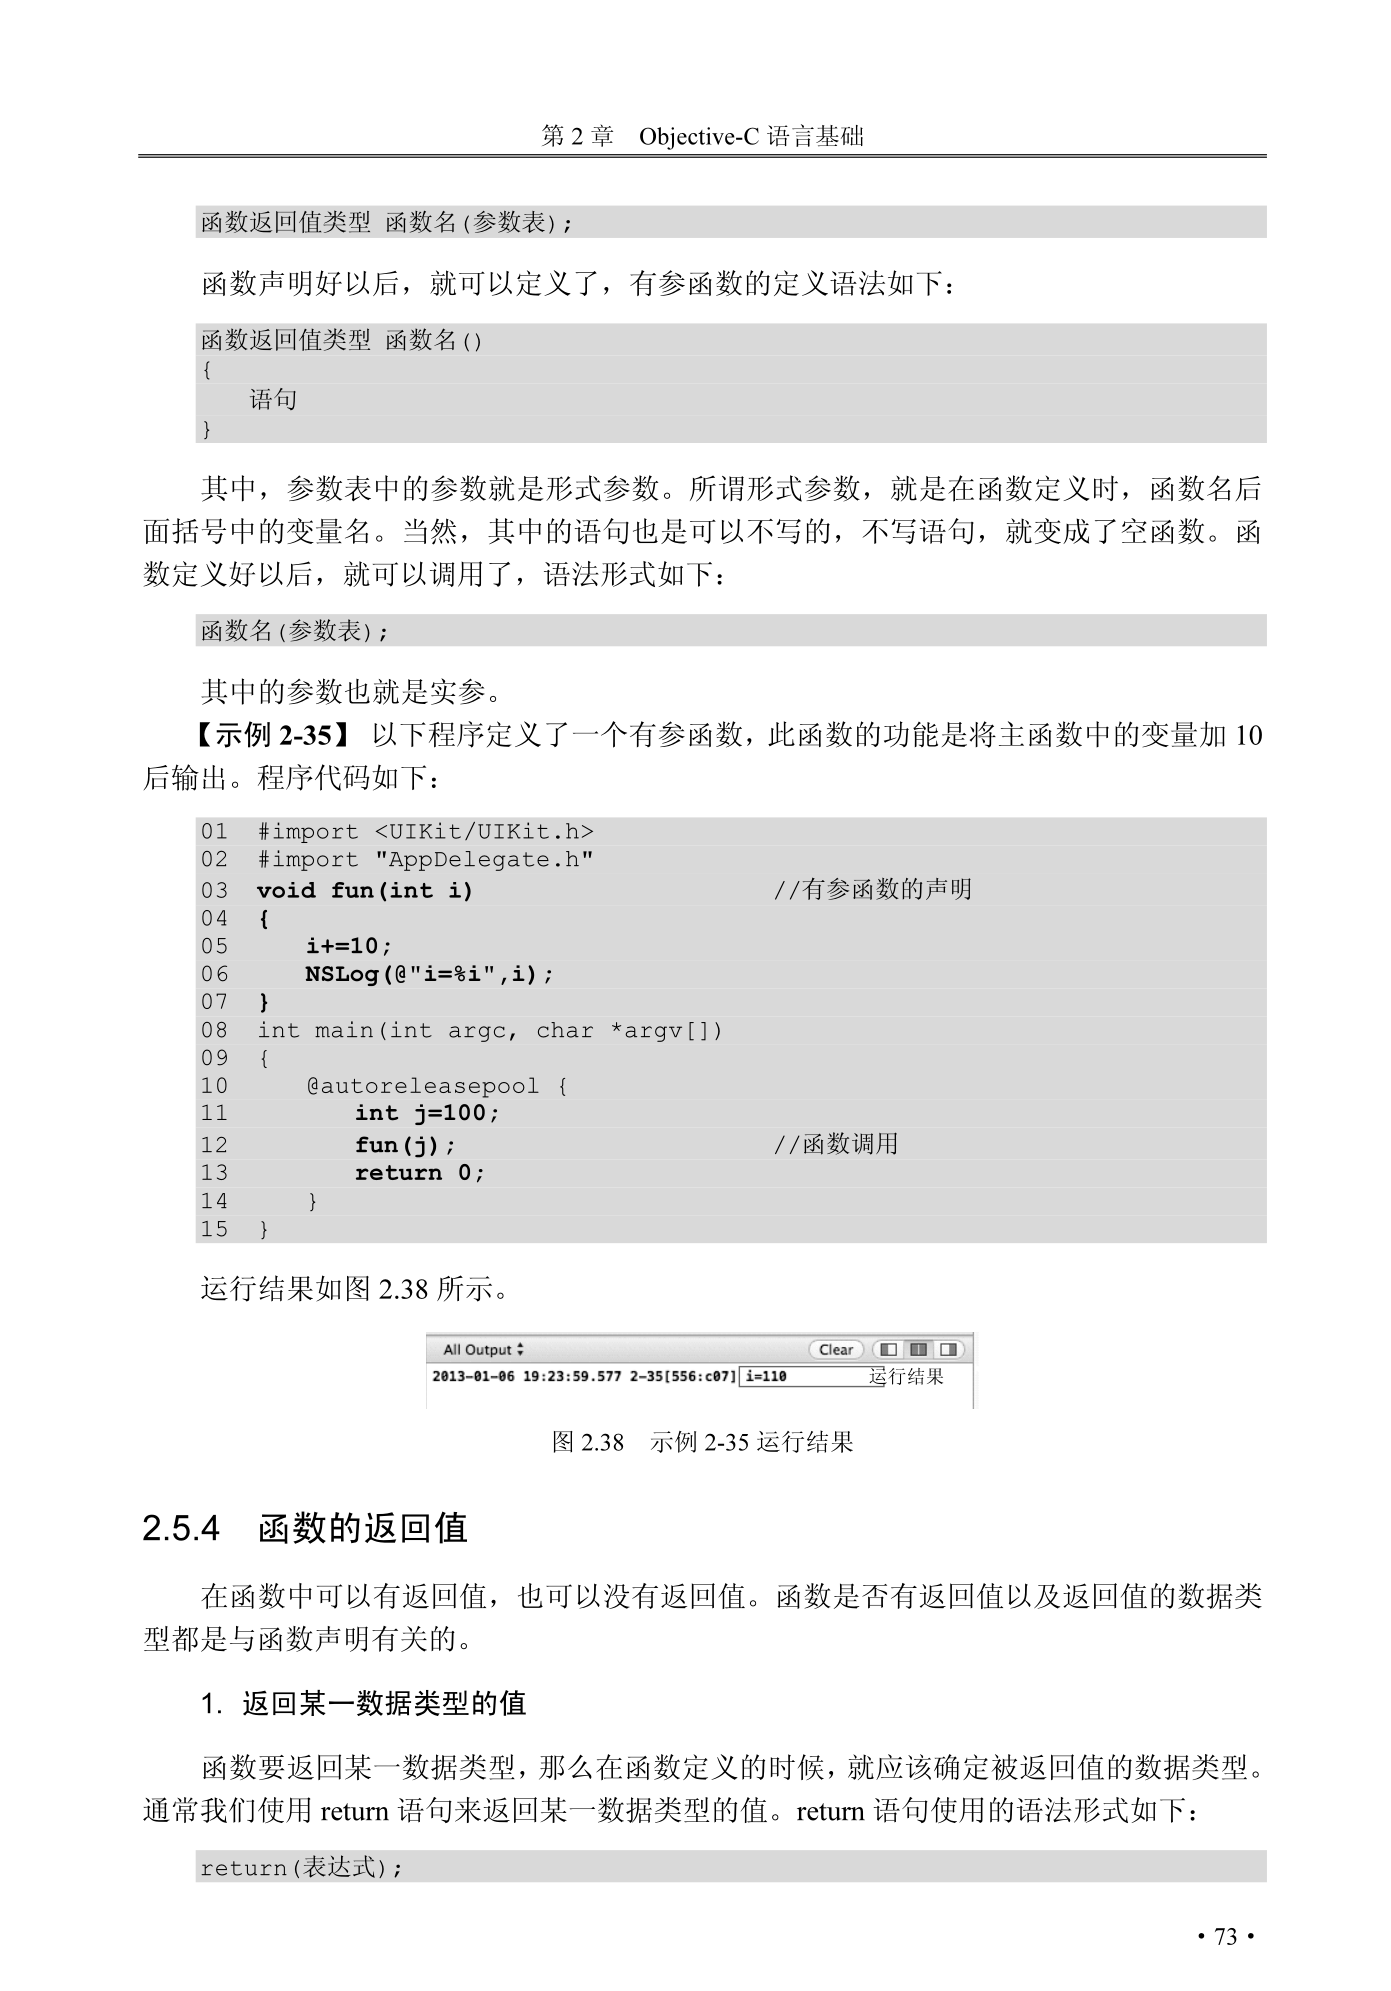 第 2 章　Objective-C 语言基础
函数返回值类型 函数名(参数表);
函数声明好以后，就可以定义了，有参函数的定义语法如下：
函数返回值类型 函数名()
{
    语句
}
其中，参数表中的参数就是形式参数。所谓形式参数，就是在函数定义时，函数名后
面括号中的变量名。当然，其中的语句也是可以不写的，不写语句，就变成了空函数。函
数定义好以后，就可以调用了，语法形式如下：
函数名(参数表);
其中的参数也就是实参。
【示例 2-35】 以下程序定义了一个有参函数，此函数的功能是将主函数中的变量加 10
后输出。程序代码如下：
01  #import <UIKit/UIKit.h>
02  #import "AppDelegate.h"
03  void fun(int i)                    //有参函数的声明
04  {
05      i+=10;
06      NSLog(@"i=%i",i);
07  }
08  int main(int argc, char *argv[])
09  {
10      @autoreleasepool {
11          int j=100;
12          fun(j);                    //函数调用
13          return 0;
14      }
15  }
运行结果如图 2.38 所示。
All Output Clear
2013-01-06 19:23:59.577 2-35[556:c07] i=110 运行结果
图 2.38　示例 2-35 运行结果
2.5.4　函数的返回值
在函数中可以有返回值，也可以没有返回值。函数是否有返回值以及返回值的数据类
型都是与函数声明有关的。
1．返回某一数据类型的值
函数要返回某一数据类型，那么在函数定义的时候，就应该确定被返回值的数据类型。
通常我们使用 return 语句来返回某一数据类型的值。return 语句使用的语法形式如下：
return(表达式);
·73·